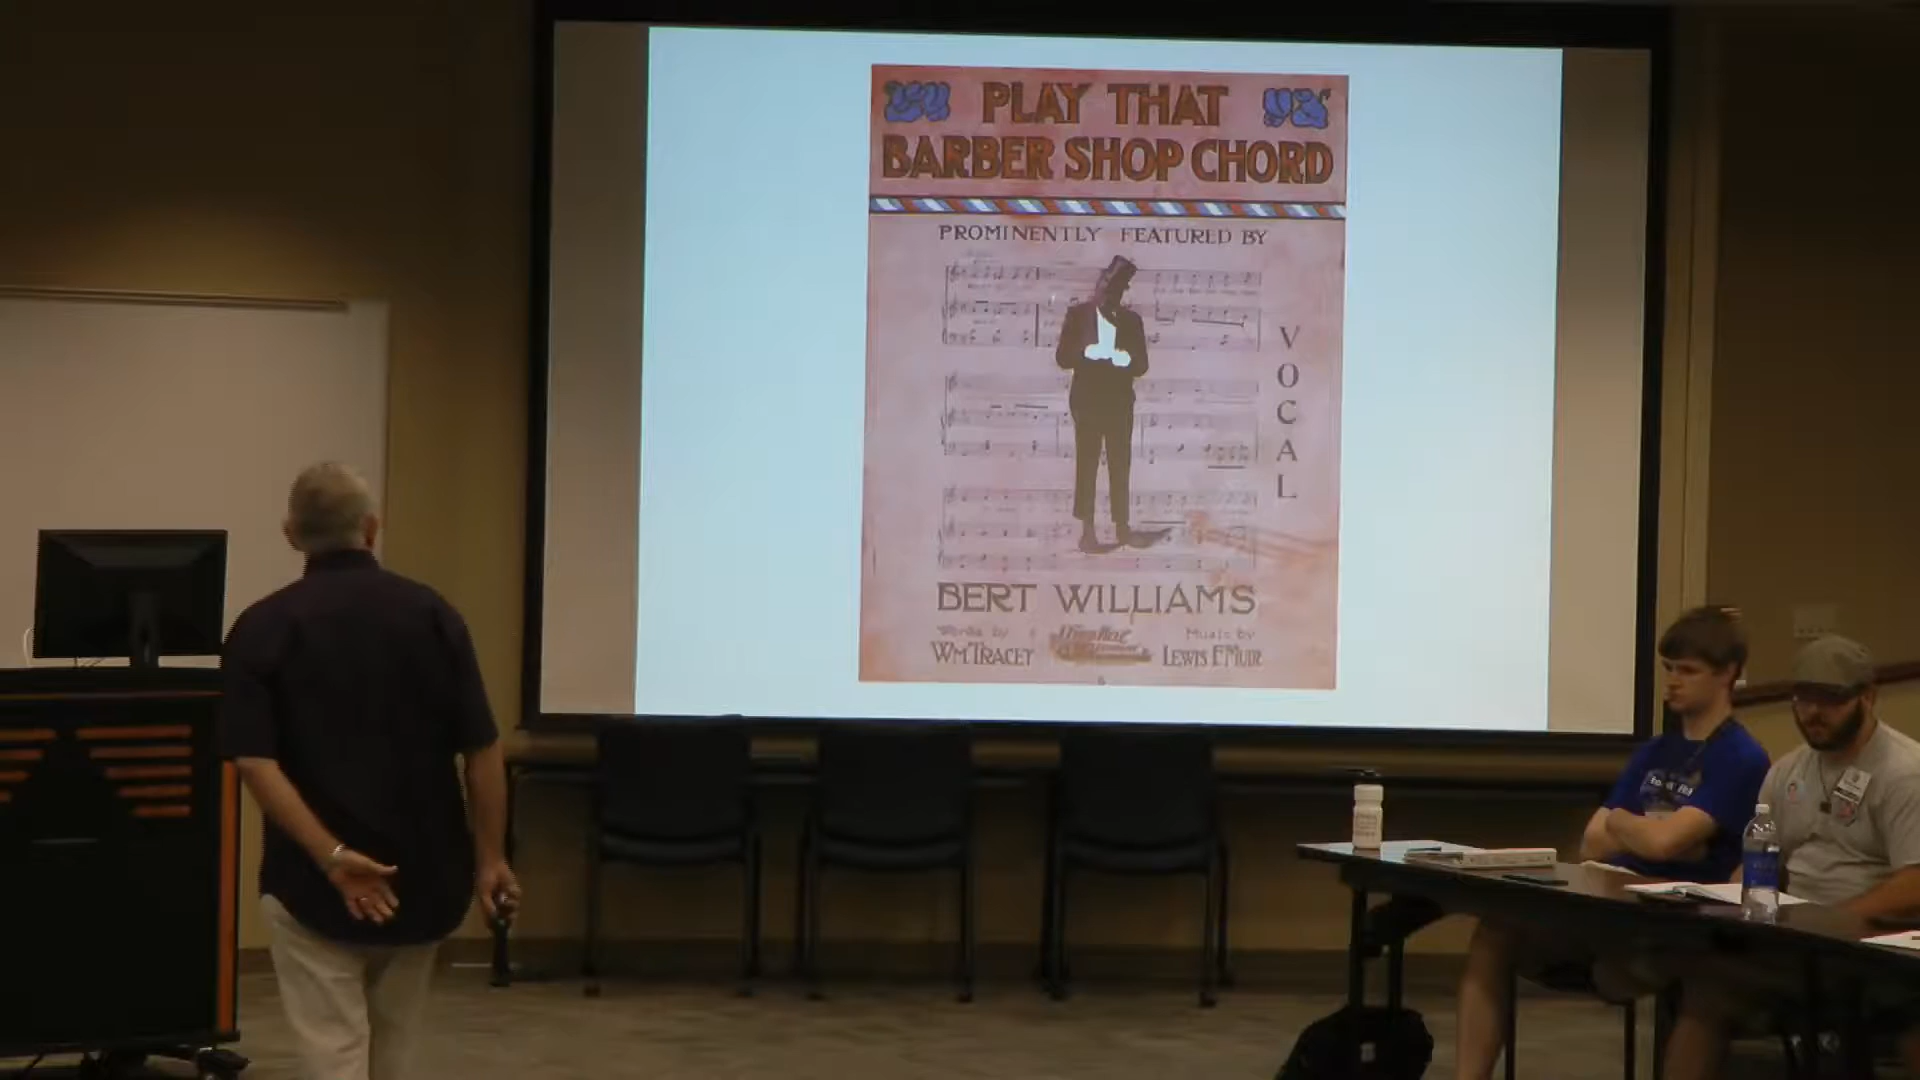 PLAY THAT
BARBER SHOP CHORD
PROMINENTLY FEATURED BY
VOCAL
BERT WILLIAMS
Words by
WM. TRACEY
Music by
LEWIS F. MUIR